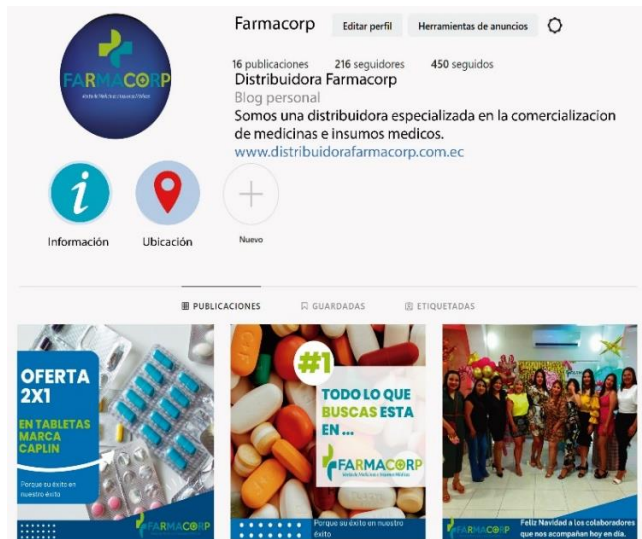 Farmacorp
Editar perfil
Herramientas de anuncios
16 publicaciones
216 seguidores
450 seguidos
Distribuidora Farmacorp
Blog personal
Somos una distribuidora especializada en la comercializacion
de medicinas e insumos medicos.
www.distribuidorafarmacorp.com.ec
FARMACORP
Información
Ubicación
Nuevo
PUBLICACIONES
GUARDADAS
ETIQUETADAS
OFERTA
2X1
EN TABLETAS
MARCA
CAPLIN
Porque su éxito en
nuestro éxito
FARMACORP
#1
TODO LO QUE
BUSCAS ESTA
EN ...
FARMACORP
Porque su éxito en nuestro
éxito
FARMACORP
Feliz Navidad a los colaboradores
que nos acompañan hoy en día.